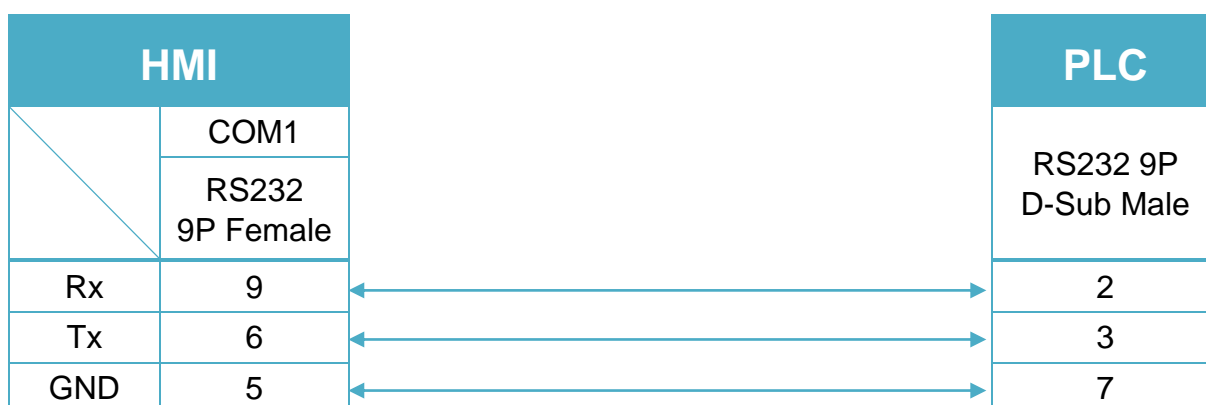 HMI
PLC
COM1
RS232
9P Female
RS232 9P
D-Sub Male
Rx 9 2
Tx 6 3
GND 5 7